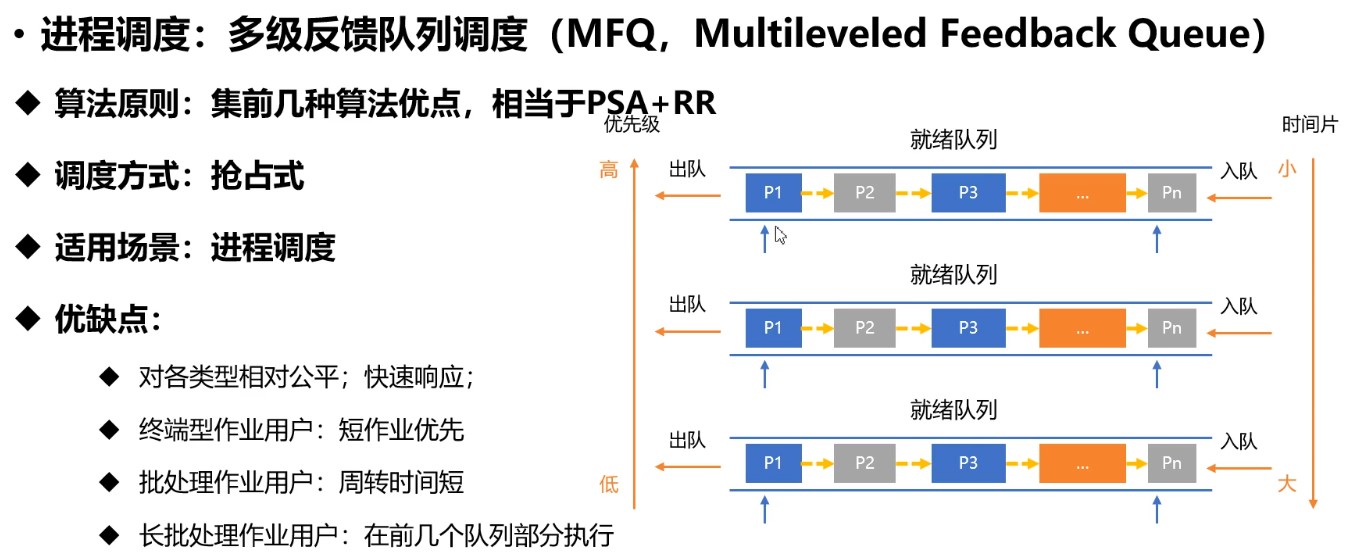 • 进程调度：多级反馈队列调度（MFQ，Multileveled Feedback Queue）
◆ 算法原则：集前几种算法优点，相当于PSA+RR
◆ 调度方式：抢占式
◆ 适用场景：进程调度
◆ 优缺点：
◆ 对各类型相对公平；快速响应；
◆ 终端型作业用户：短作业优先
◆ 批处理作业用户：周转时间短
◆ 长批处理作业用户：在前几个队列部分执行
优先级
时间片
高
小
就绪队列
出队 P1 P2 P3 ... Pn 入队
就绪队列
出队 P1 P2 P3 ... Pn 入队
就绪队列
出队 P1 P2 P3 ... Pn 入队
低
大